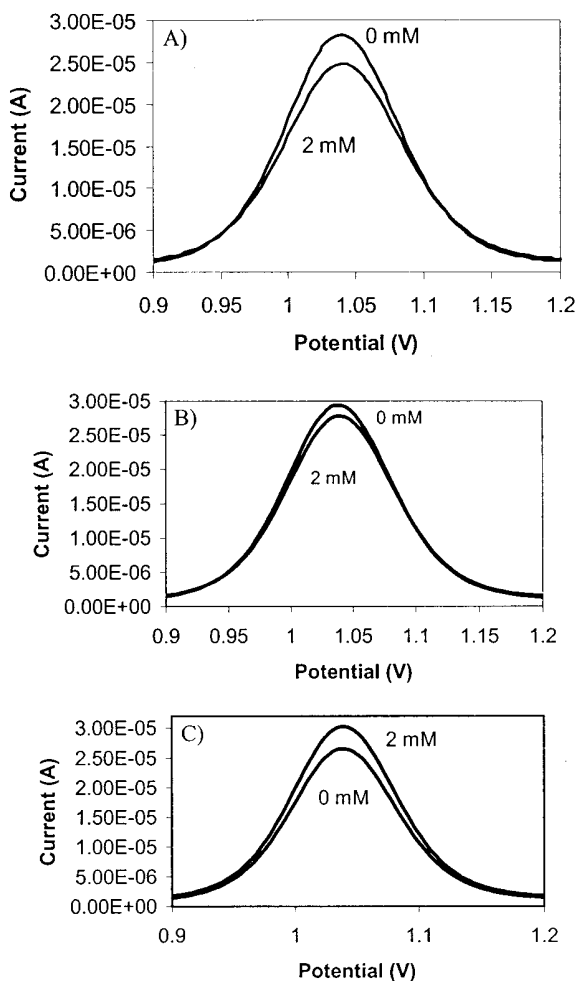 A)
0 mM
2 mM
Current (A)
3.00E-05
2.50E-05
2.00E-05
1.50E-05
1.00E-05
5.00E-06
0.00E+00
0.9 0.95 1 1.05 1.1 1.15 1.2
Potential (V)
B)
0 mM
2 mM
Current (A)
3.00E-05
2.50E-05
2.00E-05
1.50E-05
1.00E-05
5.00E-06
0.00E+00
0.9 0.95 1 1.05 1.1 1.15 1.2
Potential (V)
C)
2 mM
0 mM
Current (A)
3.00E-05
2.50E-05
2.00E-05
1.50E-05
1.00E-05
5.00E-06
0.00E+00
0.9 1 1.1 1.2
Potential (V)